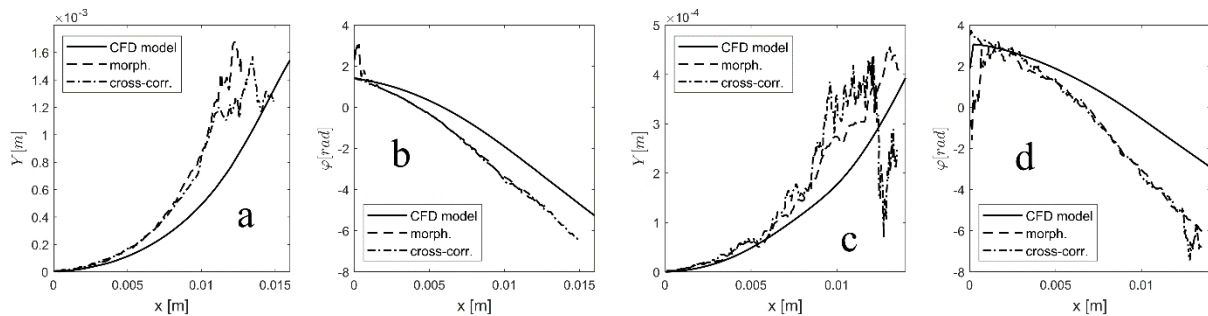 ×10⁻³
1.6
1.4
1.2
1
0.8
0.6
0.4
0.2
0
Y [m]
CFD model
morph.
cross-corr.
a
0 0.005 0.01 0.015
x [m]
4
2
0
-2
-4
-6
-8
φ[rad]
b
CFD model
morph.
cross-corr.
0 0.005 0.01 0.015
x [m]
×10⁻⁴
5
4
3
2
1
0
Y [m]
CFD model
morph.
cross-corr.
c
0 0.005 0.01
x [m]
4
2
0
-2
-4
-6
-8
φ[rad]
d
CFD model
morph.
cross-corr.
0 0.005 0.01
x [m]